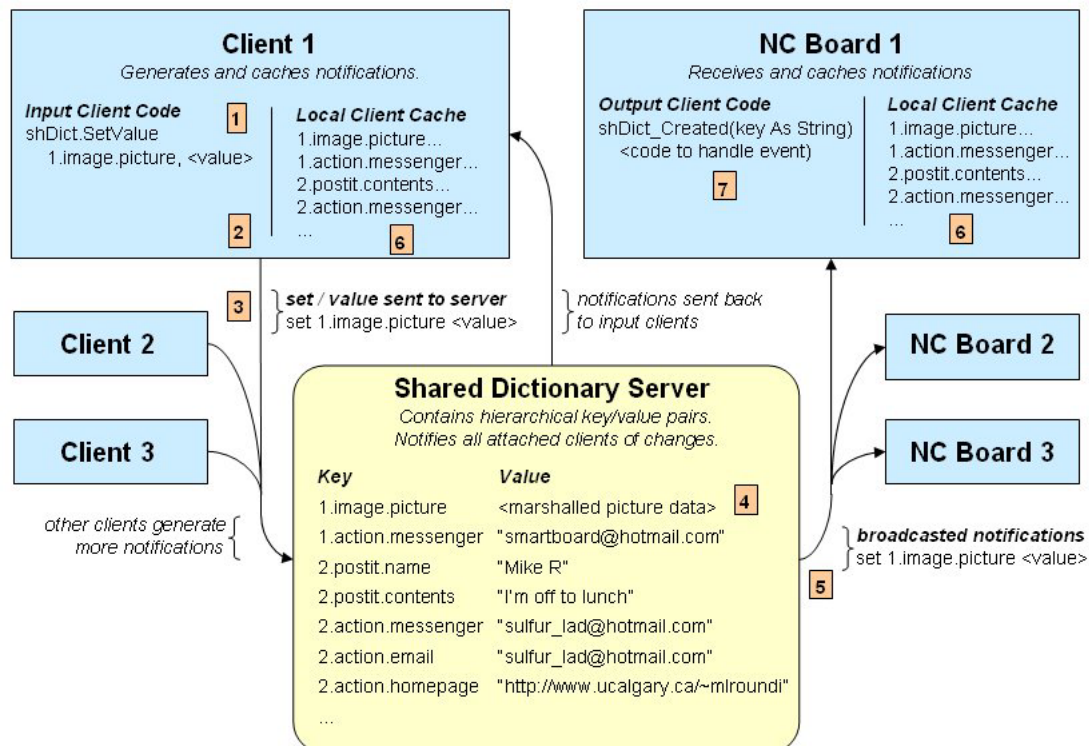 Client 1
Generates and caches notifications.
Input Client Code
shDict.SetValue
1.image.picture, <value>
1
2
Local Client Cache
1.image.picture...
1.action.messenger...
2.postit.contents...
2.action.messenger...
...
6
NC Board 1
Receives and caches notifications
Output Client Code
shDict_Created(key As String)
<code to handle event)
7
Local Client Cache
1.image.picture...
1.action.messenger...
2.postit.contents...
2.action.messenger...
...
6
3
set / value sent to server
set 1.image.picture <value>
notifications sent back
to input clients
Client 2
Client 3
other clients generate
more notifications
NC Board 2
NC Board 3
Shared Dictionary Server
Contains hierarchical key/value pairs.
Notifies all attached clients of changes.
Key Value
1.image.picture <marshalled picture data>
4
1.action.messenger "smartboard@hotmail.com"
2.postit.name "Mike R"
2.postit.contents "I'm off to lunch"
2.action.messenger "sulfur_lad@hotmail.com"
2.action.email "sulfur_lad@hotmail.com"
2.action.homepage "http://www.ucalgary.ca/~mlroundi"
...
5
broadcasted notifications
set 1.image.picture <value>